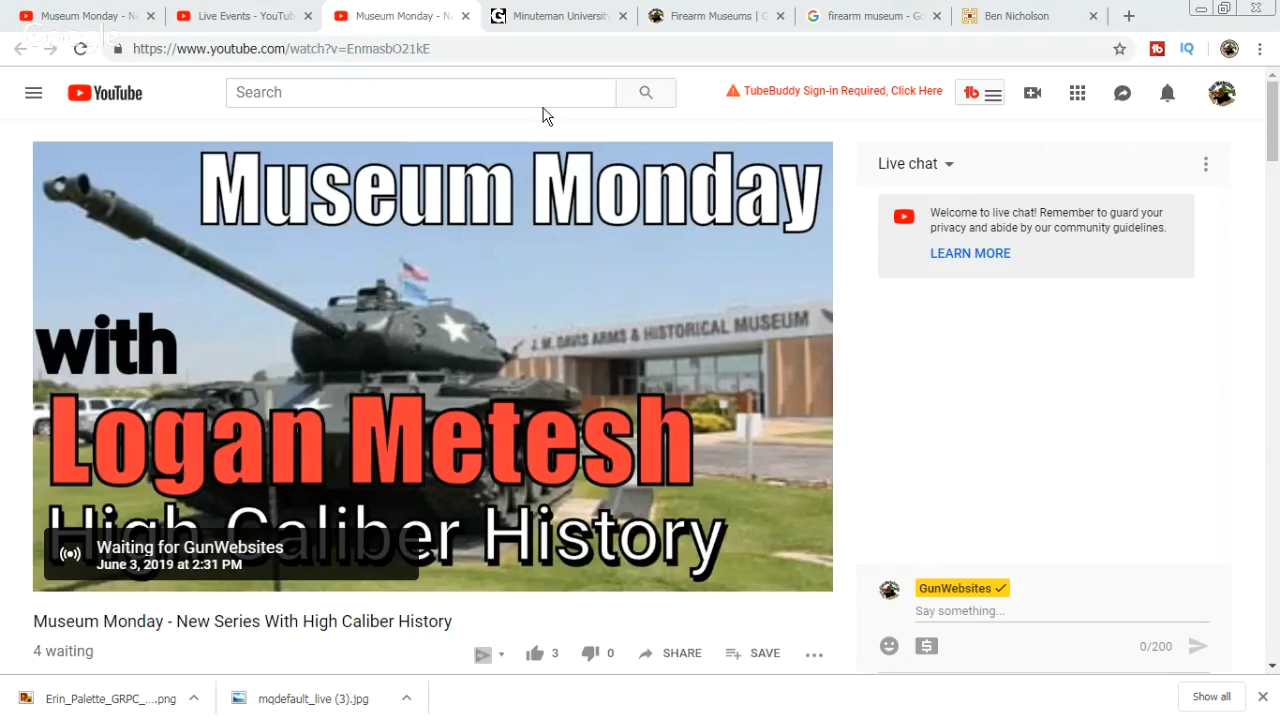 Museum Monday - N
Live Events - YouTub
Museum Monday - Ne
Minuteman Universit
Firearm Museums | C
firearm museum - Go
Ben Nicholson
Google
https://www.youtube.com/watch?v=EnmasbO21kE
YouTube
Search
TubeBuddy Sign-in Required, Click Here
Museum Monday
J. M. DAVIS ARMS & HISTORICAL MUSEUM
with
Logan Metesh
High Caliber History
Waiting for GunWebsites
June 3, 2019 at 2:31 PM
Live chat
Welcome to live chat! Remember to guard your
privacy and abide by our community guidelines.
LEARN MORE
GunWebsites
Say something...
0/200
Museum Monday - New Series With High Caliber History
4 waiting
3
0
SHARE
SAVE
Erin_Palette_GRPC_....png
mqdefault_live (3).jpg
Show all